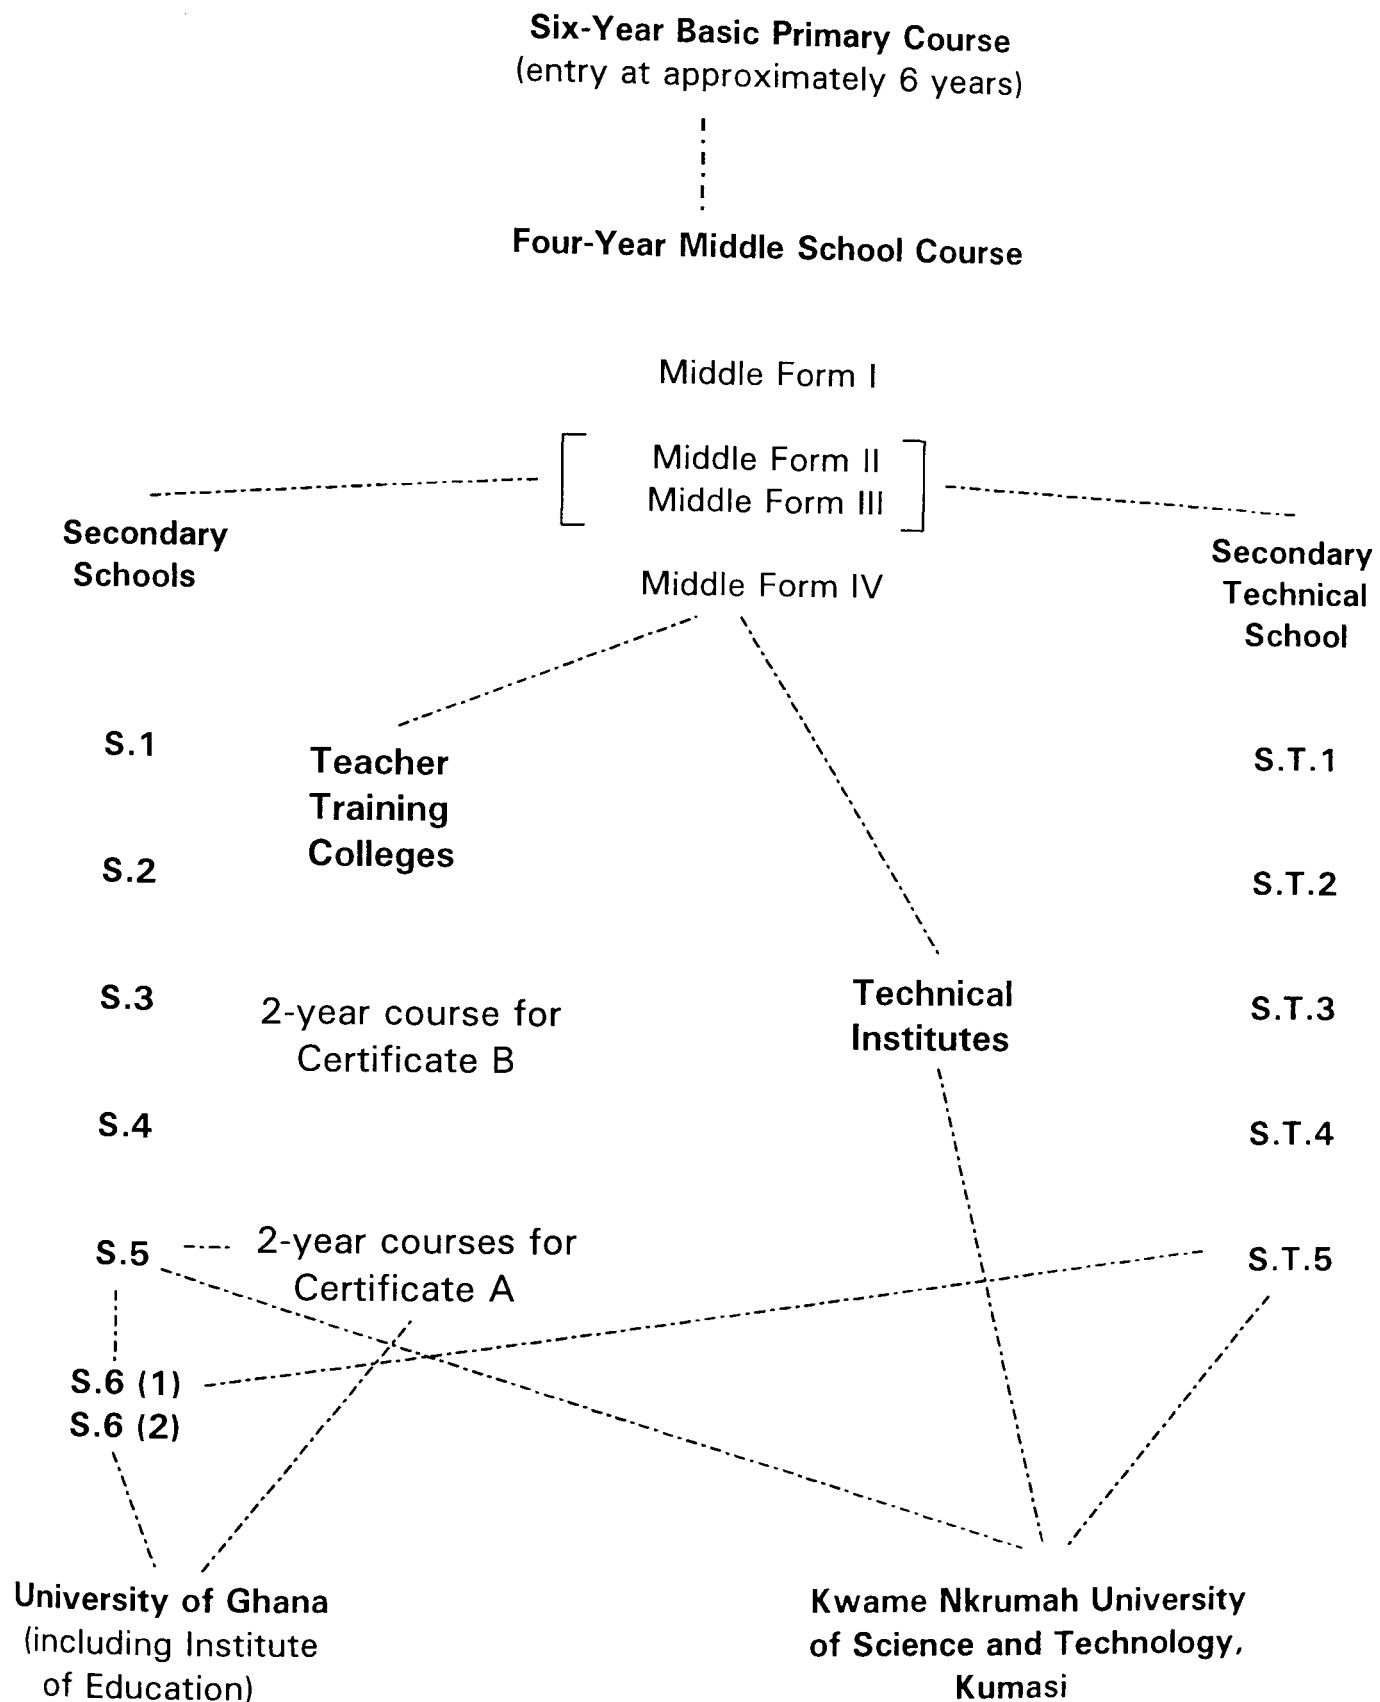 Six-Year Basic Primary Course
(entry at approximately 6 years)
Four-Year Middle School Course
Middle Form I
Middle Form II
Middle Form III
Middle Form IV
Secondary
Schools
S.1
S.2
S.3
S.4
S.5
S.6 (1)
S.6 (2)
Teacher
Training
Colleges
2-year course for
Certificate B
2-year courses for
Certificate A
Technical
Institutes
Secondary
Technical
School
S.T.1
S.T.2
S.T.3
S.T.4
S.T.5
University of Ghana
(including Institute
of Education)
Kwame Nkrumah University
of Science and Technology,
Kumasi